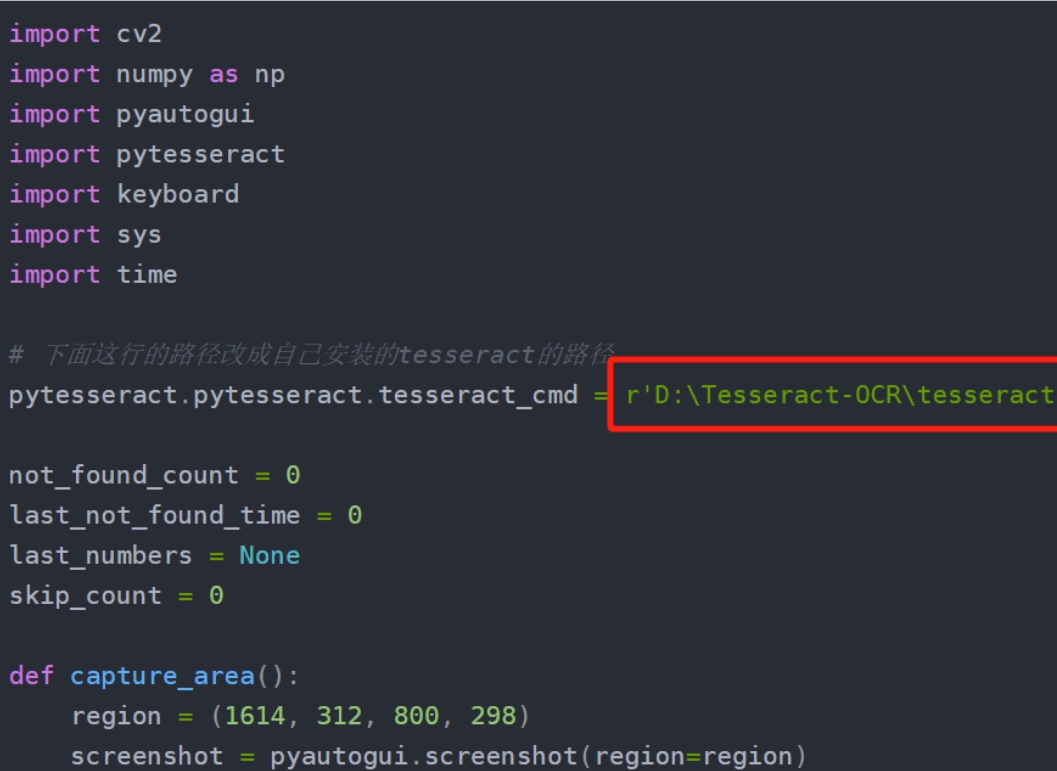 import cv2
import numpy as np
import pyautogui
import pytesseract
import keyboard
import sys
import time
# 下面这行的路径改成自己安装的tesseract的路径
pytesseract.pytesseract.tesseract_cmd = r'D:\Tesseract-OCR\tesseract
not_found_count = 0
last_not_found_time = 0
last_numbers = None
skip_count = 0
def capture_area():
    region = (1614, 312, 800, 298)
    screenshot = pyautogui.screenshot(region=region)